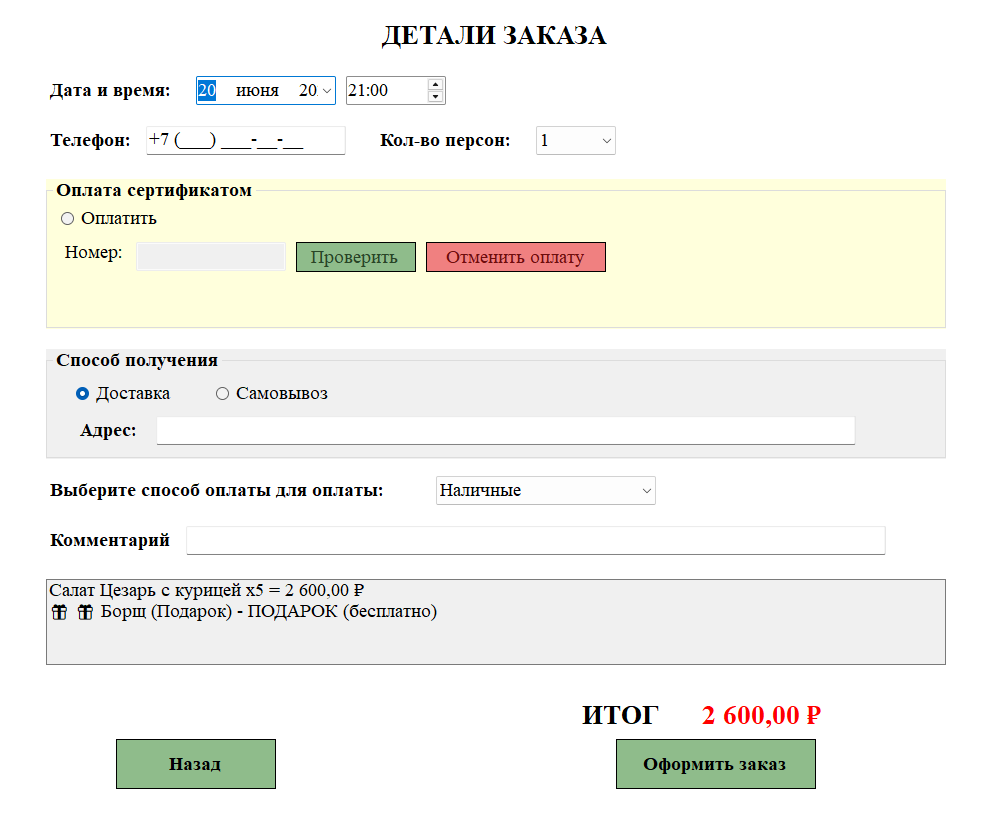 ДЕТАЛИ ЗАКАЗА
Дата и время: 20 июня 20 21:00
Телефон: +7 (___) ___-__-__ Кол-во персон: 1
Оплата сертификатом
Оплатить
Номер: Проверить Отменить оплату
Способ получения
Доставка Самовывоз
Адрес:
Выберите способ оплаты для оплаты: Наличные
Комментарий
Салат Цезарь с курицей x5 = 2 600,00 ₽
🎁 🎁 Борщ (Подарок) - ПОДАРОК (бесплатно)
ИТОГ 2 600,00 ₽
Назад Оформить заказ